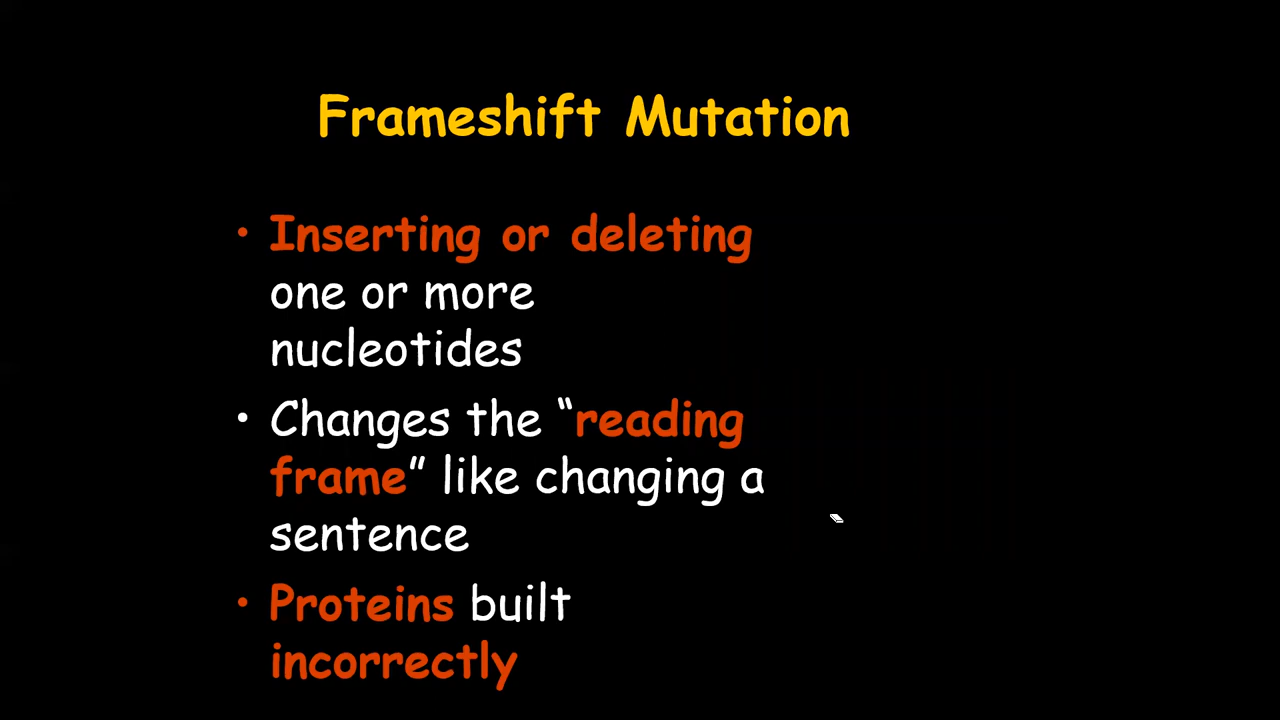 Frameshift Mutation
• Inserting or deleting
one or more
nucleotides
• Changes the “reading
frame” like changing a
sentence
• Proteins built
incorrectly